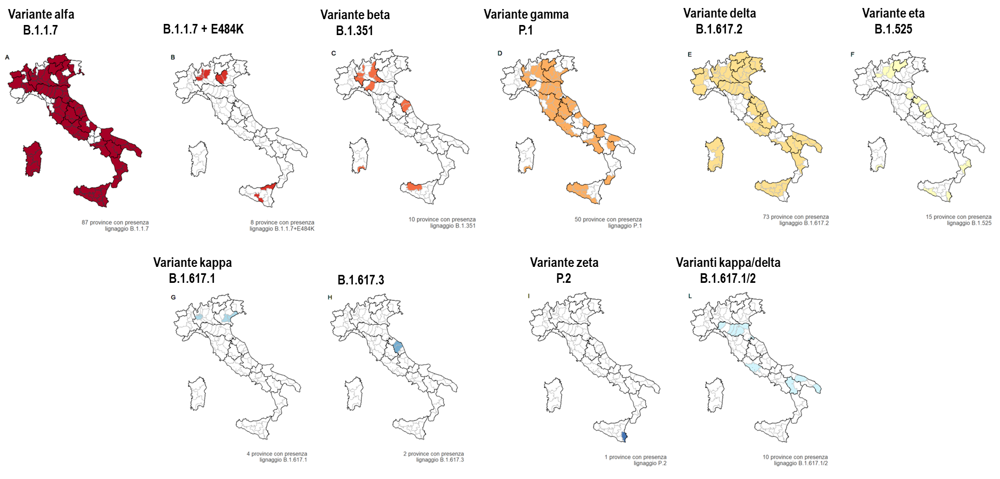 Variante alfa
B.1.1.7
B.1.1.7 + E484K
Variante beta
B.1.351
Variante gamma
P.1
Variante delta
B.1.617.2
Variante eta
B.1.525
A
B
C
D
E
F
87 province con presenza
lignaggio B.1.1.7
8 province con presenza
lignaggio B.1.1.7+E484K
10 province con presenza
lignaggio B.1.351
50 province con presenza
lignaggio P.1
73 province con presenza
lignaggio B.1.617.2
15 province con presenza
lignaggio B.1.525
Variante kappa
B.1.617.1
B.1.617.3
Variante zeta
P.2
Varianti kappa/delta
B.1.617.1/2
G
H
I
L
4 province con presenza
lignaggio B.1.617.1
2 province con presenza
lignaggio B.1.617.3
1 province con presenza
lignaggio P.2
10 province con presenza
lignaggio B.1.617.1/2